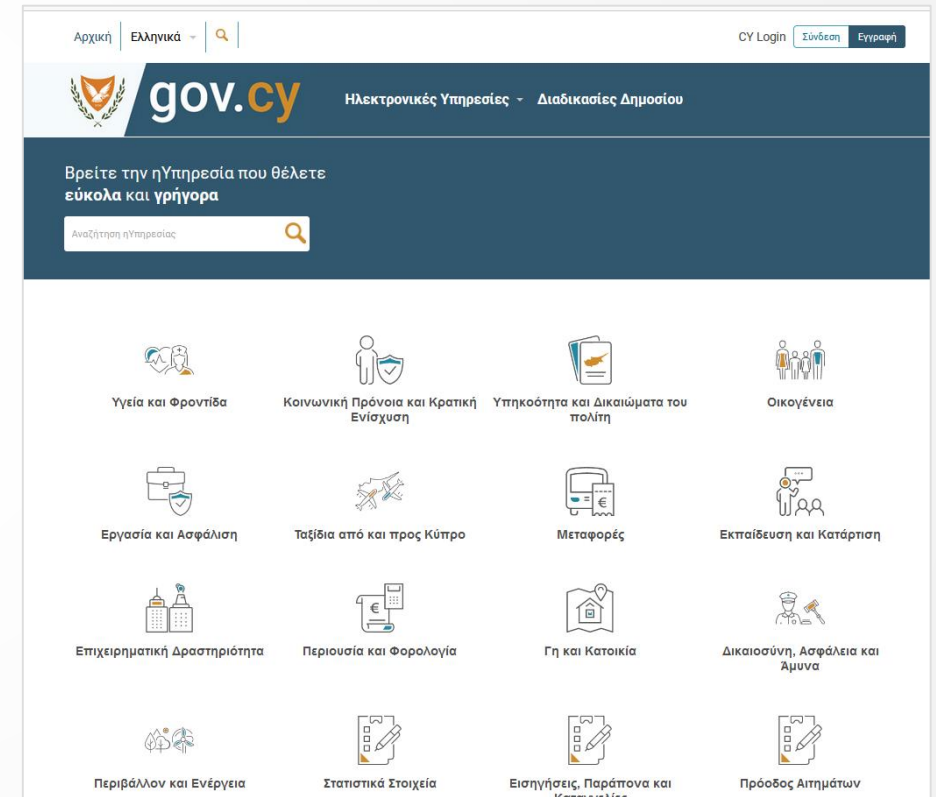 Αρχική
Ελληνικά
CY Login
Σύνδεση
Εγγραφή
gov.cy
Ηλεκτρονικές Υπηρεσίες
Διαδικασίες Δημοσίου
Βρείτε την ηΥπηρεσία που θέλετε
εύκολα και γρήγορα
Αναζήτηση ηΥπηρεσίας
Υγεία και Φροντίδα
Κοινωνική Πρόνοια και Κρατική
Ενίσχυση
Υπηκοότητα και Δικαιώματα του
πολίτη
Οικογένεια
Εργασία και Ασφάλιση
Ταξίδια από και προς Κύπρο
Μεταφορές
Εκπαίδευση και Κατάρτιση
Επιχειρηματική Δραστηριότητα
Περιουσία και Φορολογία
Γη και Κατοικία
Δικαιοσύνη, Ασφάλεια και
Άμυνα
Περιβάλλον και Ενέργεια
Στατιστικά Στοιχεία
Εισηγήσεις, Παράπονα και
Πρόοδος Αιτημάτων